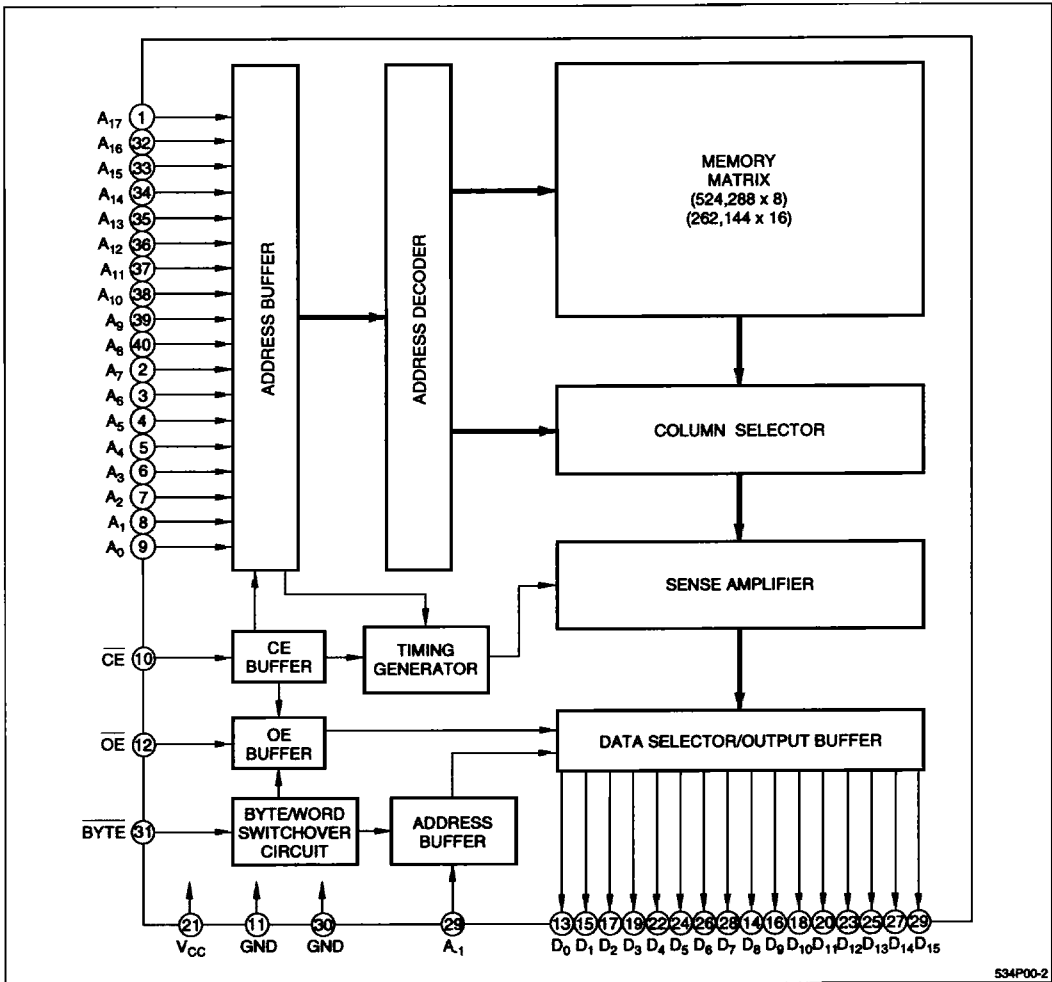 A17 1
A16 32
A15 33
A14 34
A13 35
A12 36
A11 37
A10 38
A9 39
A8 40
A7 2
A6 3
A5 4
A4 5
A3 6
A2 7
A1 8
A0 9
ADDRESS BUFFER
ADDRESS DECODER
MEMORY
MATRIX
(524,288 x 8)
(262,144 x 16)
COLUMN SELECTOR
SENSE AMPLIFIER
CE 10
CE
BUFFER
TIMING
GENERATOR
OE 12
OE
BUFFER
DATA SELECTOR/OUTPUT BUFFER
BYTE 31
BYTE/WORD
SWITCHOVER
CIRCUIT
ADDRESS
BUFFER
21 11 30 29 13 15 17 19 22 24 26 28 14 16 18 20 23 25 27 29
VCC GND GND A-1 D0 D1 D2 D3 D4 D5 D6 D7 D8 D9 D10 D11 D12 D13 D14 D15
534P00-2